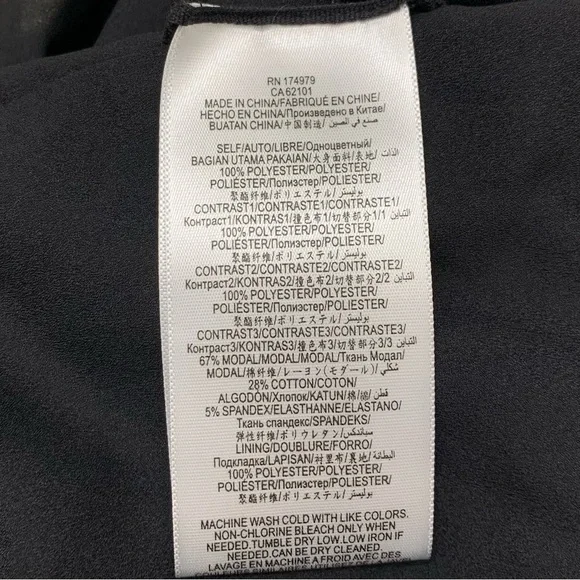 RN 174979
CA 62101
MADE IN CHINA/FABRIQUÉ EN CHINE/
HECHO EN CHINA/Произведено в Китае/
BUATAN CHINA/中国制造/ صنع في الصين
SELF/AUTO/LIBRE/Одноцветный/
BAGIAN UTAMA PAKAIAN/大身面料/表地/ الذات
100% POLYESTER/POLYESTER/
POLIÉSTER/Полиэстер/POLIESTER/
聚酯纤维/ポリエステル/ بوليستر
CONTRAST1/CONTRASTE1/CONTRASTE1/
Контраст1/KONTRAS1/撞色布1/切替部分1/1 التباين
100% POLYESTER/POLYESTER/
POLIÉSTER/Полиэстер/POLIESTER/
聚酯纤维/ポリエステル/ بوليستر
CONTRAST2/CONTRASTE2/CONTRASTE2/
Контраст2/KONTRAS2/撞色布2/切替部分2/2 التباين
100% POLYESTER/POLYESTER/
POLIÉSTER/Полиэстер/POLIESTER/
聚酯纤维/ポリエステル/ بوليستر
CONTRAST3/CONTRASTE3/CONTRASTE3/
Контраст3/KONTRAS3/撞色布3/切替部分3/3 التباين
67% MODAL/MODAL/MODAL/Ткань Модал/
MODAL/棉纤维/レーヨン(モダール)/ شكلي
28% COTTON/COTON/
ALGODÓN/Хлопок/KATUN/棉/綿/ قطن
5% SPANDEX/ELASTHANNE/ELASTANO/
Ткань спандекс/SPANDEKS/
弹性纤维/ポリウレタン/ سباندكس
LINING/DOUBLURE/FORRO/
Подкладка/LAPISAN/衬里布/裏地/ البطانة
100% POLYESTER/POLYESTER/
POLIÉSTER/Полиэстер/POLIESTER/
聚酯纤维/ポリエステル/ بوليستر
MACHINE WASH COLD WITH LIKE COLORS.
NON-CHLORINE BLEACH ONLY WHEN
NEEDED.TUMBLE DRY LOW.LOW IRON IF
NEEDED.CAN BE DRY CLEANED.
LAVAGE EN MACHINE A FROID AVEC DES